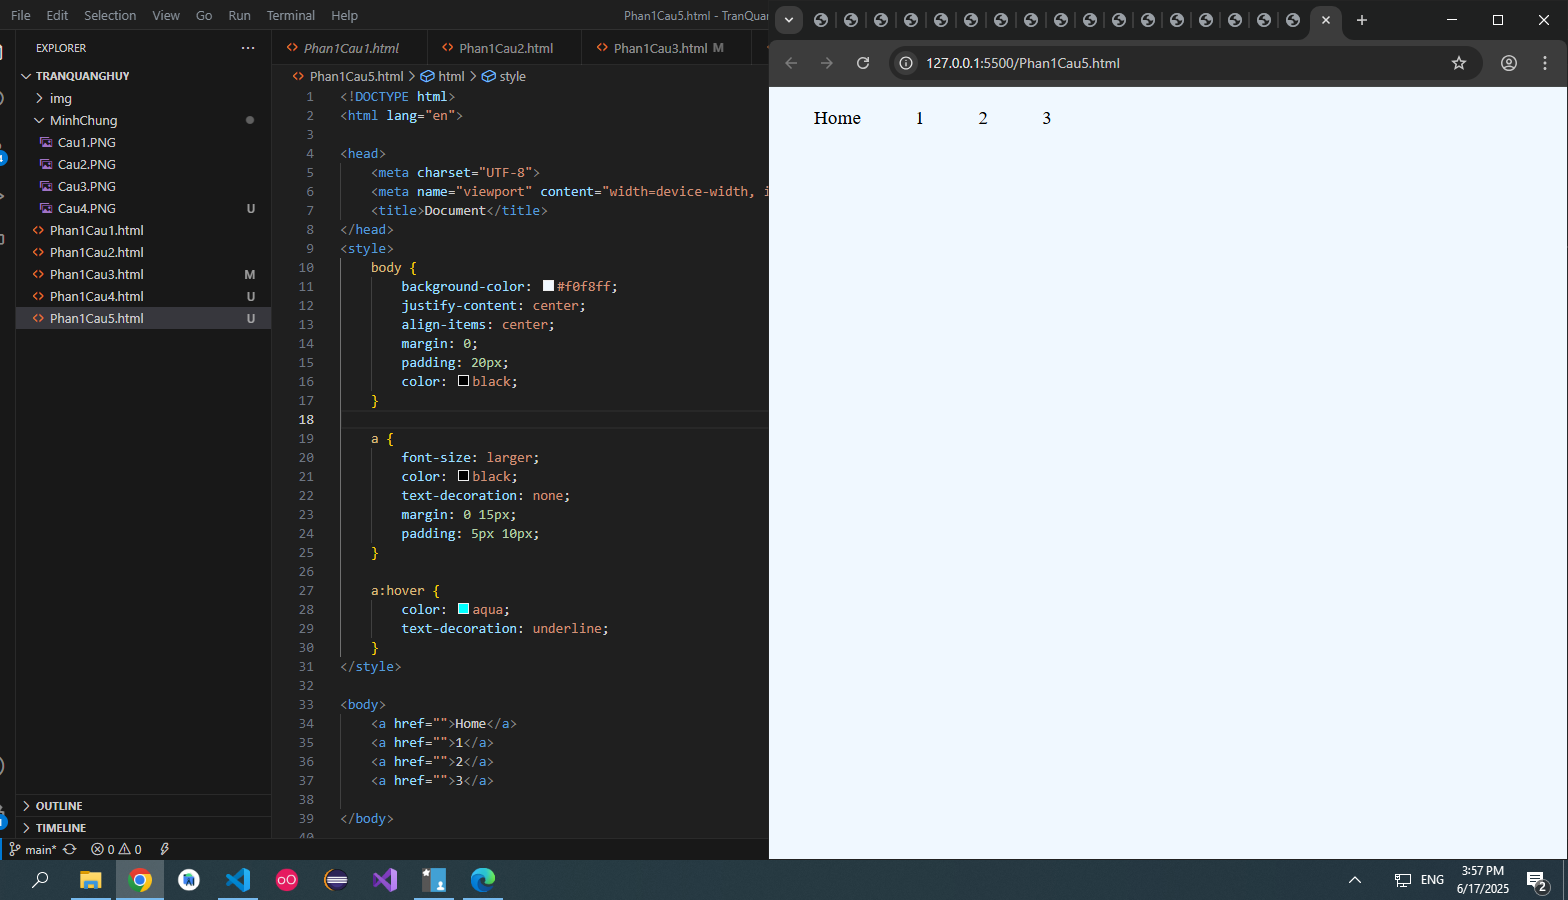 File Edit Selection View Go Run Terminal Help Phan1Cau5.html - TranQuan
EXPLORER
TRANQUANGHUY
img
MinhChung
Cau1.PNG
Cau2.PNG
Cau3.PNG
Cau4.PNG U
Phan1Cau1.html
Phan1Cau2.html
Phan1Cau3.html M
Phan1Cau4.html U
Phan1Cau5.html U
OUTLINE
TIMELINE
Phan1Cau1.html Phan1Cau2.html Phan1Cau3.html M
Phan1Cau5.html > html > style
1 <!DOCTYPE html>
2 <html lang="en">
3
4 <head>
5 <meta charset="UTF-8">
6 <meta name="viewport" content="width=device-width, i
7 <title>Document</title>
8 </head>
9 <style>
10 body {
11 background-color: #f0f8ff;
12 justify-content: center;
13 align-items: center;
14 margin: 0;
15 padding: 20px;
16 color: black;
17 }
18
19 a {
20 font-size: larger;
21 color: black;
22 text-decoration: none;
23 margin: 0 15px;
24 padding: 5px 10px;
25 }
26
27 a:hover {
28 color: aqua;
29 text-decoration: underline;
30 }
31 </style>
32
33 <body>
34 <a href="">Home</a>
35 <a href="">1</a>
36 <a href="">2</a>
37 <a href="">3</a>
38
39 </body>
40
main* 0 0
127.0.0.1:5500/Phan1Cau5.html
Home 1 2 3
ENG
3:57 PM
6/17/2025
2